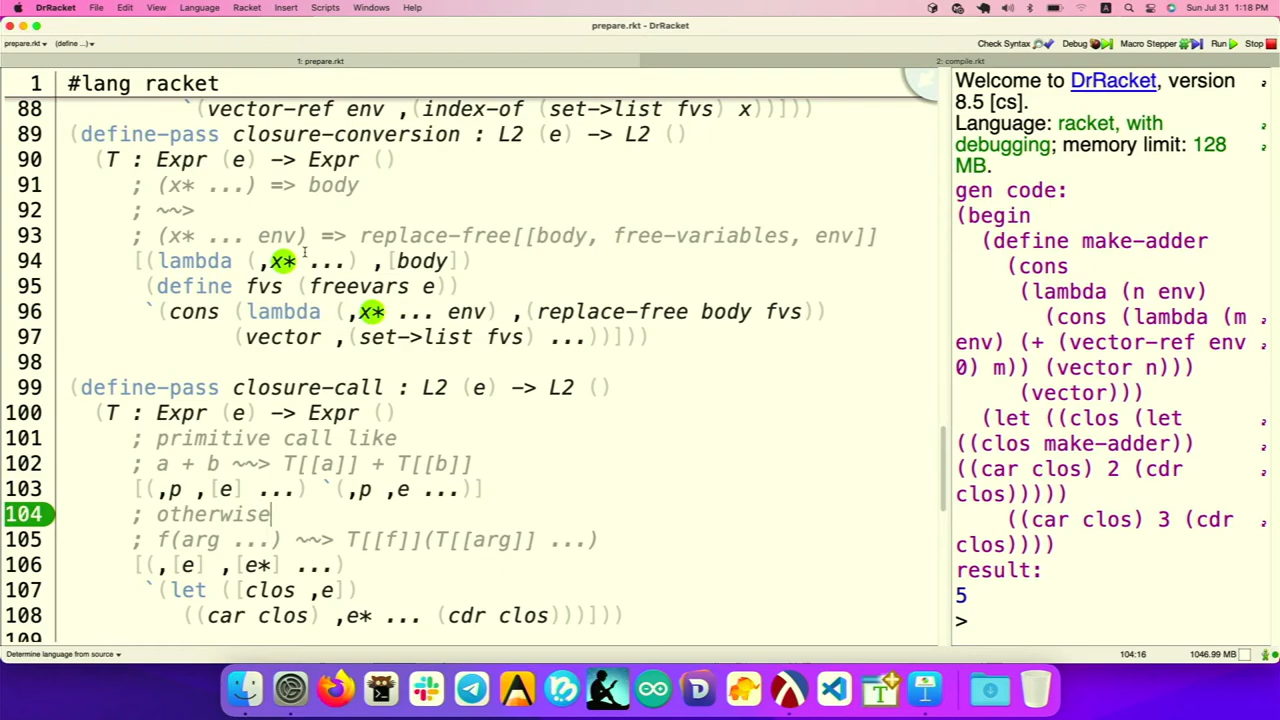 DrRacket File Edit View Language Racket Insert Scripts Windows Help Sun Jul 31 1:18 PM
prepare.rkt - DrRacket
prepare.rkt (define ...) Check Syntax Debug Macro Stepper Run Stop
1: prepare.rkt 2: compile.rkt
1 #lang racket
88 `(vector-ref env ,(index-of (set->list fvs) x))]))
89 (define-pass closure-conversion : L2 (e) -> L2 ()
90 (T : Expr (e) -> Expr ()
91 ; (x* ...) => body
92 ; ~~>
93 ; (x* ... env) => replace-free[[body, free-variables, env]]
94 [(lambda (,x* ...) ,[body])
95 (define fvs (freevars e))
96 `(cons (lambda (,x* ... env) ,(replace-free body fvs))
97 (vector ,(set->list fvs) ...))]))
98
99 (define-pass closure-call : L2 (e) -> L2 ()
100 (T : Expr (e) -> Expr ()
101 ; primitive call like
102 ; a + b ~~> T[[a]] + T[[b]]
103 [(,p ,[e] ...) `(,p ,e ...)]
104 ; otherwise
105 ; f(arg ...) ~~> T[[f]](T[[arg]] ...)
106 [(,[e] ,[e*] ...)
107 `(let ([clos ,e])
108 ((car clos) ,e* ... (cdr clos)))]))
109
Welcome to DrRacket, version
8.5 [cs].
Language: racket, with
debugging; memory limit: 128
MB.
gen code:
(begin
(define make-adder
(cons
(lambda (n env)
(cons (lambda (m
env) (+ (vector-ref env
0) m)) (vector n)))
(vector)))
(let ((clos (let
((clos make-adder))
((car clos) 2 (cdr
clos)))))
((car clos) 3 (cdr
clos))))
result:
5
>
Determine language from source 104:16 1046.99 MB